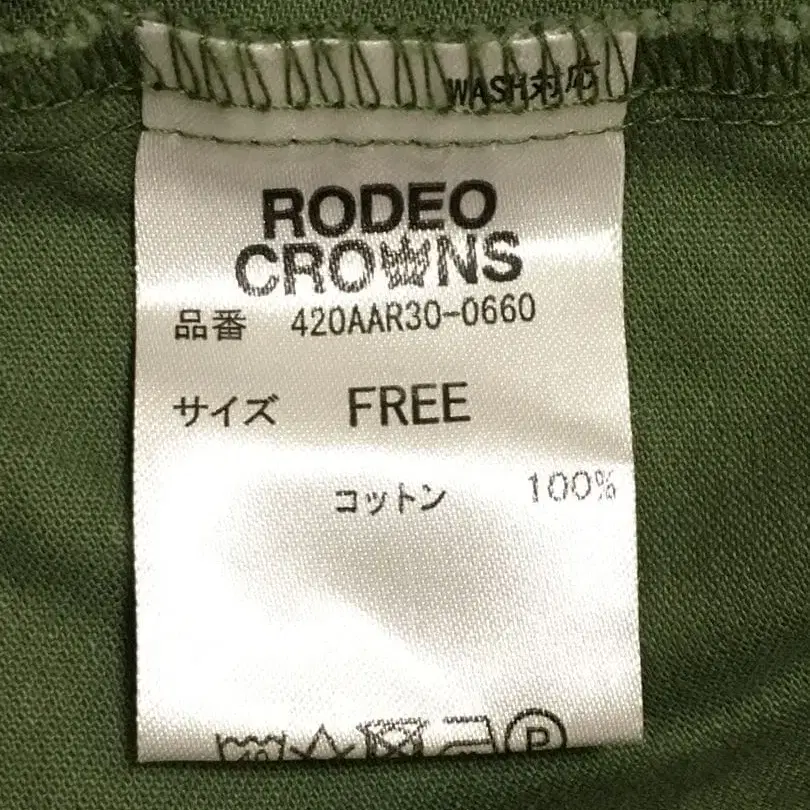 WASH対応
RODEO
CROWNS
品番 420AAR30-0660
サイズ FREE
コットン 100%
P